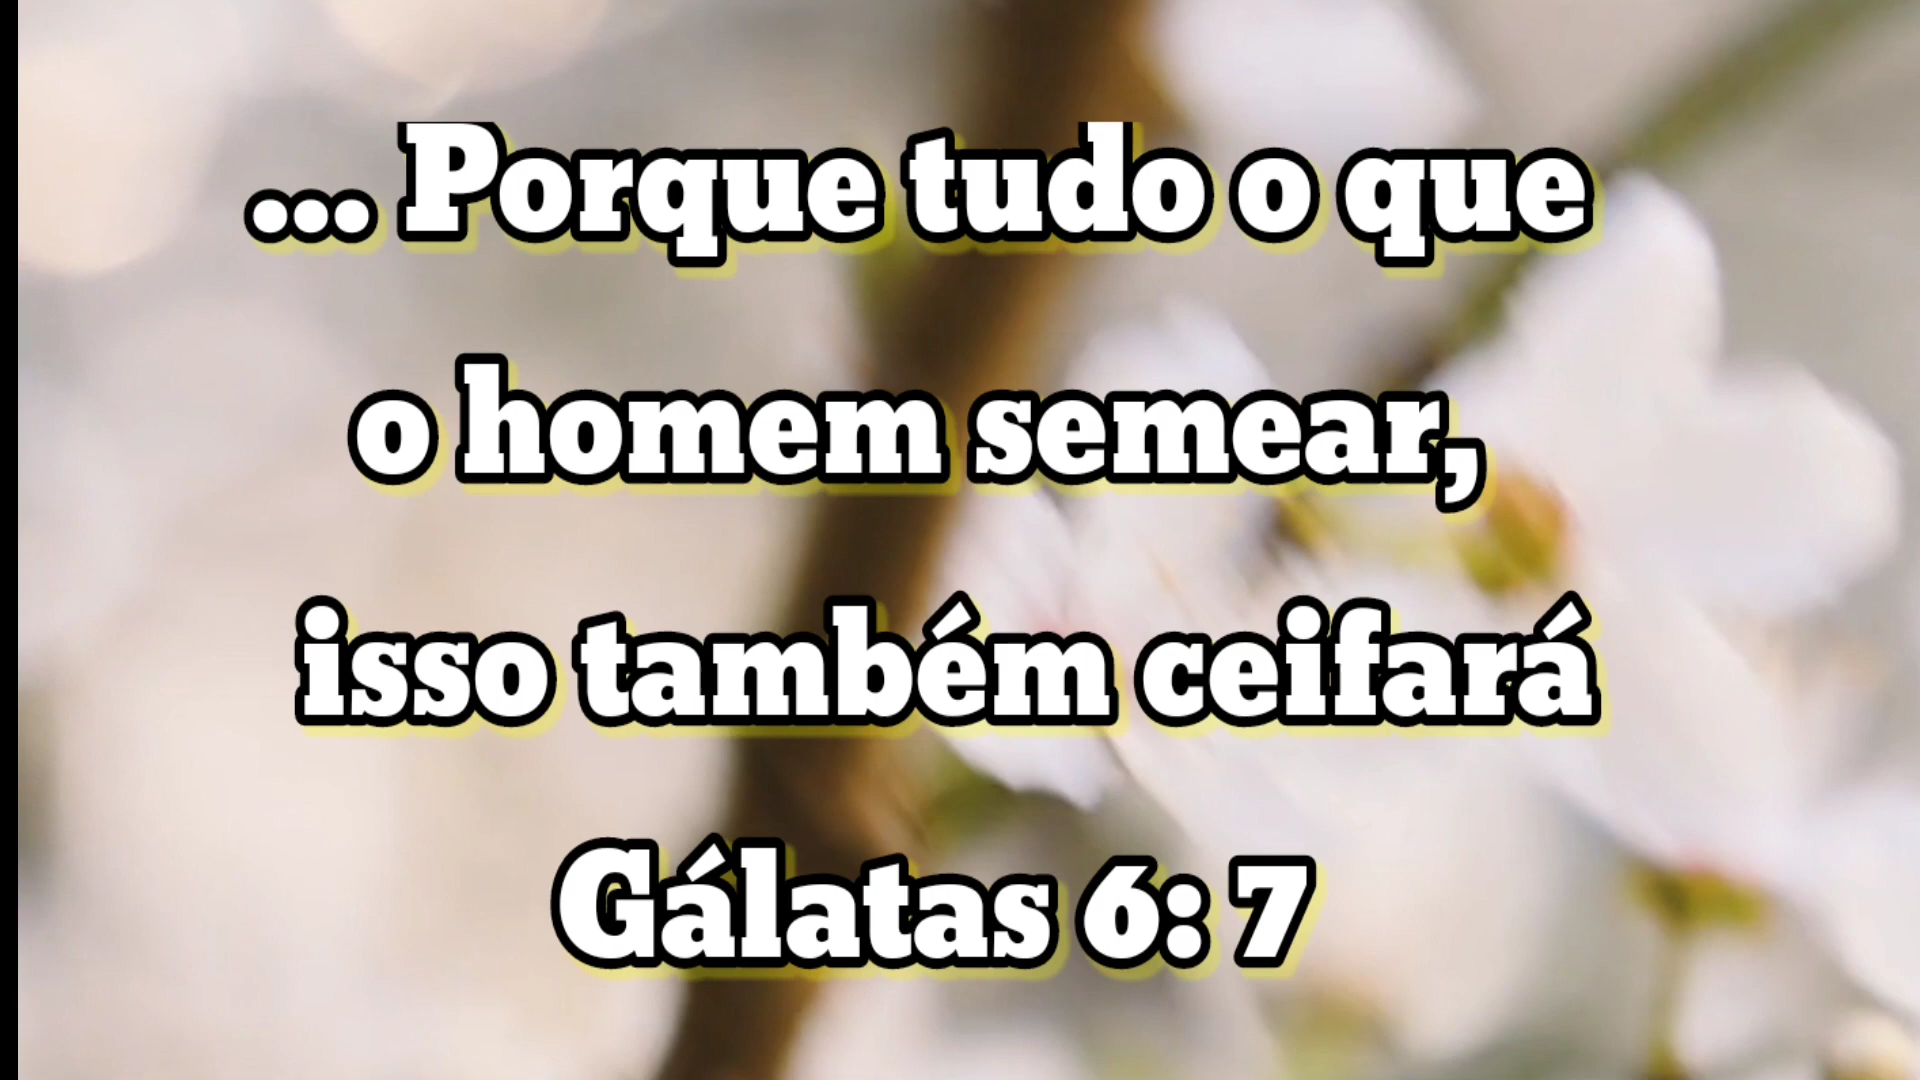 ... Porque tudo o que
o homem semear,
isso também ceifará
Gálatas 6: 7